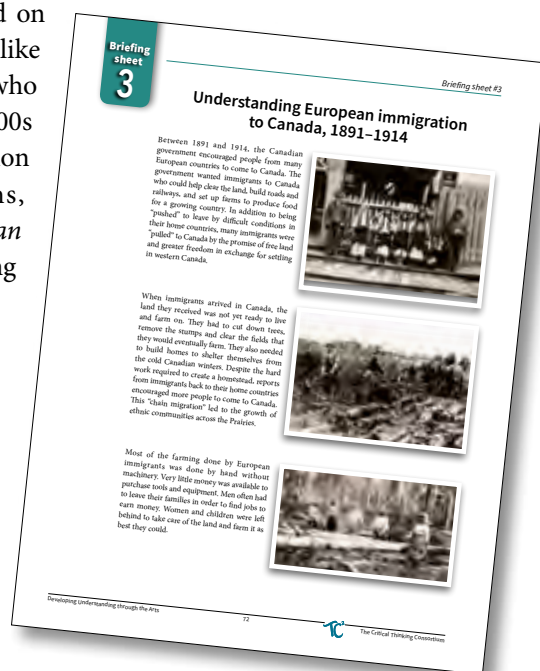 d on
like
who
00s
on
ns,
an
ng
Briefing
sheet
3
Briefing sheet #3
Understanding European immigration
to Canada, 1891–1914
Between 1891 and 1914, the Canadian
government encouraged people from many
European countries to come to Canada. The
government wanted immigrants to Canada
who could help clear the land, build roads and
railways, and set up farms to produce food
for a growing country. In addition to being
"pushed" to leave by difficult conditions in
their home countries, many immigrants were
"pulled" to Canada by the promise of free land
and greater freedom in exchange for settling
in western Canada.
When immigrants arrived in Canada, the
land they received was not yet ready to live
and farm on. They had to cut down trees,
remove the stumps and clear the fields that
they would eventually farm. They also needed
to build homes to shelter themselves from
the cold Canadian winters. Despite the hard
work required to create a homestead, reports
from immigrants back to their home countries
encouraged more people to come to Canada.
This "chain migration" led to the growth of
ethnic communities across the Prairies.
Most of the farming done by European
immigrants was done by hand without
machinery. Very little money was available to
purchase tools and equipment. Men often had
to leave their families in order to find jobs to
earn money. Women and children were left
behind to take care of the land and farm it as
best they could.
Developing Understanding through the Arts
72
TC²
The Critical Thinking Consortium